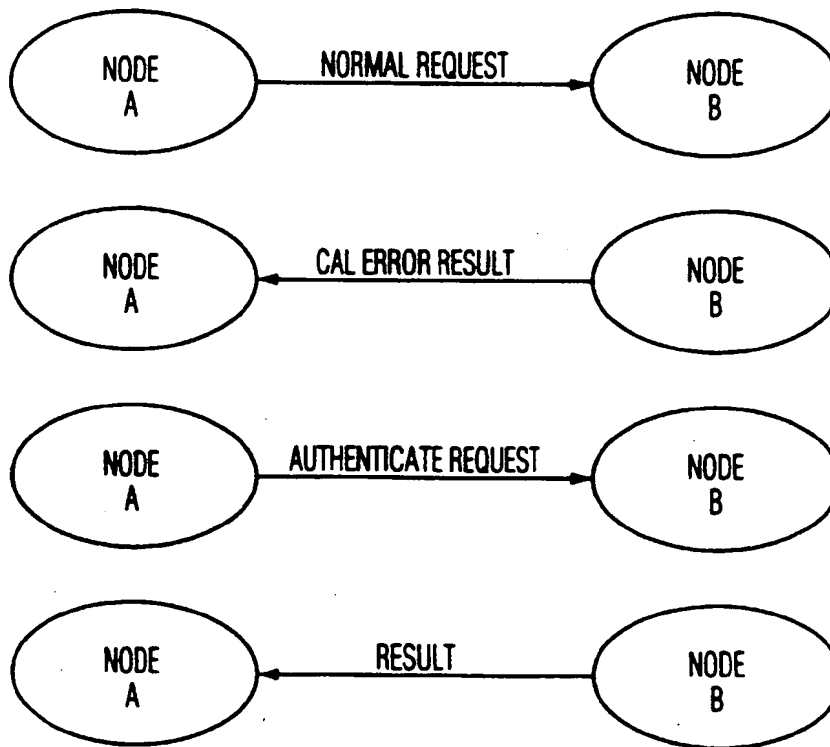 NODE
A
NORMAL REQUEST
NODE
B
NODE
A
CAL ERROR RESULT
NODE
B
NODE
A
AUTHENTICATE REQUEST
NODE
B
NODE
A
RESULT
NODE
B